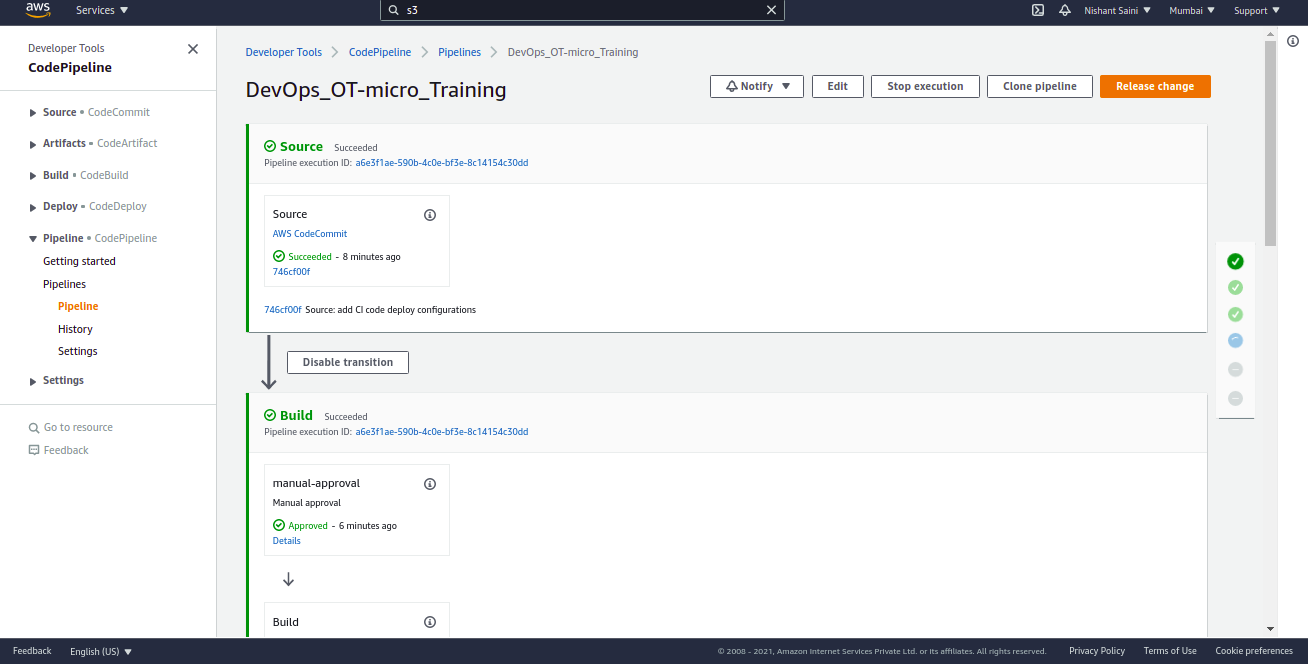 aws
Services
s3
Nishant Saini
Mumbai
Support
Developer Tools
CodePipeline
Source • CodeCommit
Artifacts • CodeArtifact
Build • CodeBuild
Deploy • CodeDeploy
Pipeline • CodePipeline
Getting started
Pipelines
Pipeline
History
Settings
Settings
Go to resource
Feedback
Developer Tools
CodePipeline
Pipelines
DevOps_OT-micro_Training
DevOps_OT-micro_Training
Notify
Edit
Stop execution
Clone pipeline
Release change
Source Succeeded
Pipeline execution ID: a6e3f1ae-590b-4c0e-bf3e-8c14154c30dd
Source
AWS CodeCommit
Succeeded - 8 minutes ago
746cf00f
746cf00f Source: add CI code deploy configurations
Disable transition
Build Succeeded
Pipeline execution ID: a6e3f1ae-590b-4c0e-bf3e-8c14154c30dd
manual-approval
Manual approval
Approved - 6 minutes ago
Details
Build
Feedback
English (US)
© 2008 - 2021, Amazon Internet Services Private Ltd. or its affiliates. All rights reserved.
Privacy Policy
Terms of Use
Cookie preferences